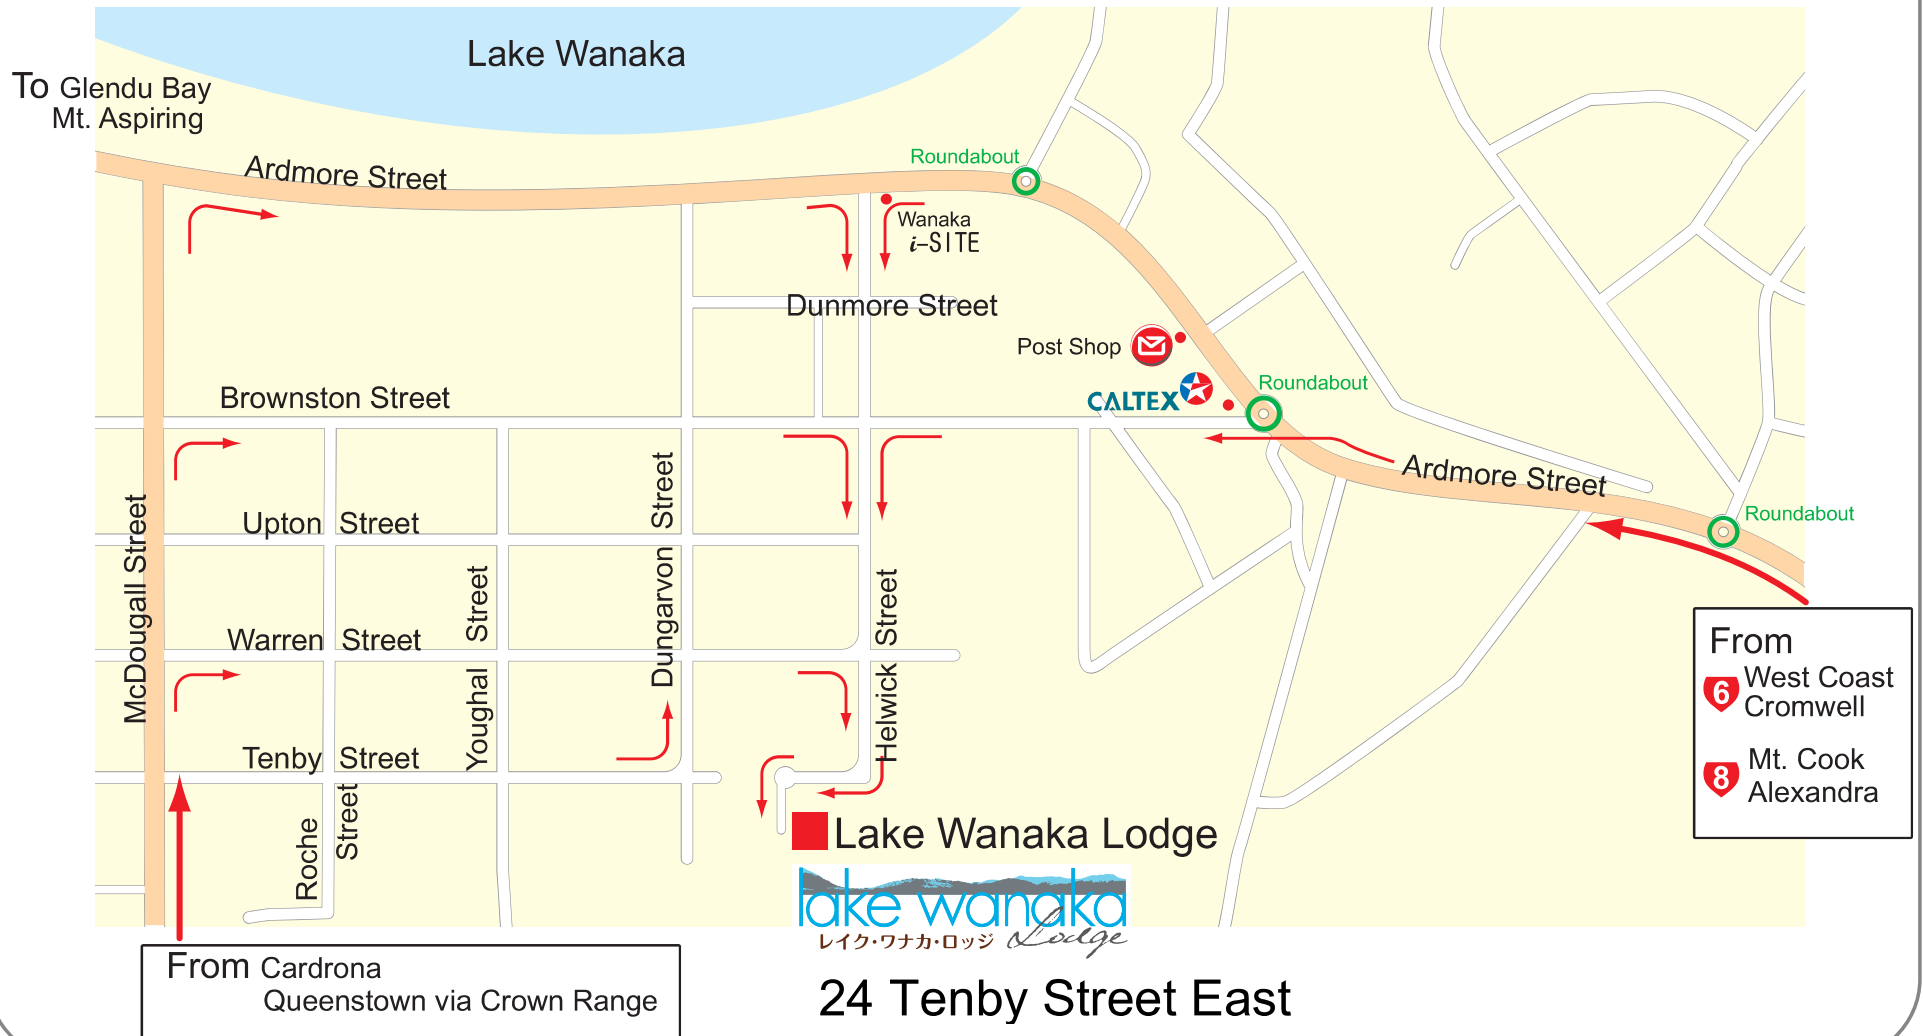 Lake Wanaka
To Glendu Bay
Mt. Aspiring
Ardmore Street
Roundabout
Wanaka
i-SITE
Dunmore Street
Post Shop
CALTEX
Roundabout
Brownston Street
Ardmore Street
Roundabout
Upton Street
McDougall Street
Warren Street
Youghal Street
Dungarvon Street
Helwick Street
Tenby Street
Roche Street
From
6 West Coast
Cromwell
8 Mt. Cook
Alexandra
Lake Wanaka Lodge
lake wanaka
レイク・ワナカ・ロッジ Lodge
From Cardrona
Queenstown via Crown Range
24 Tenby Street East